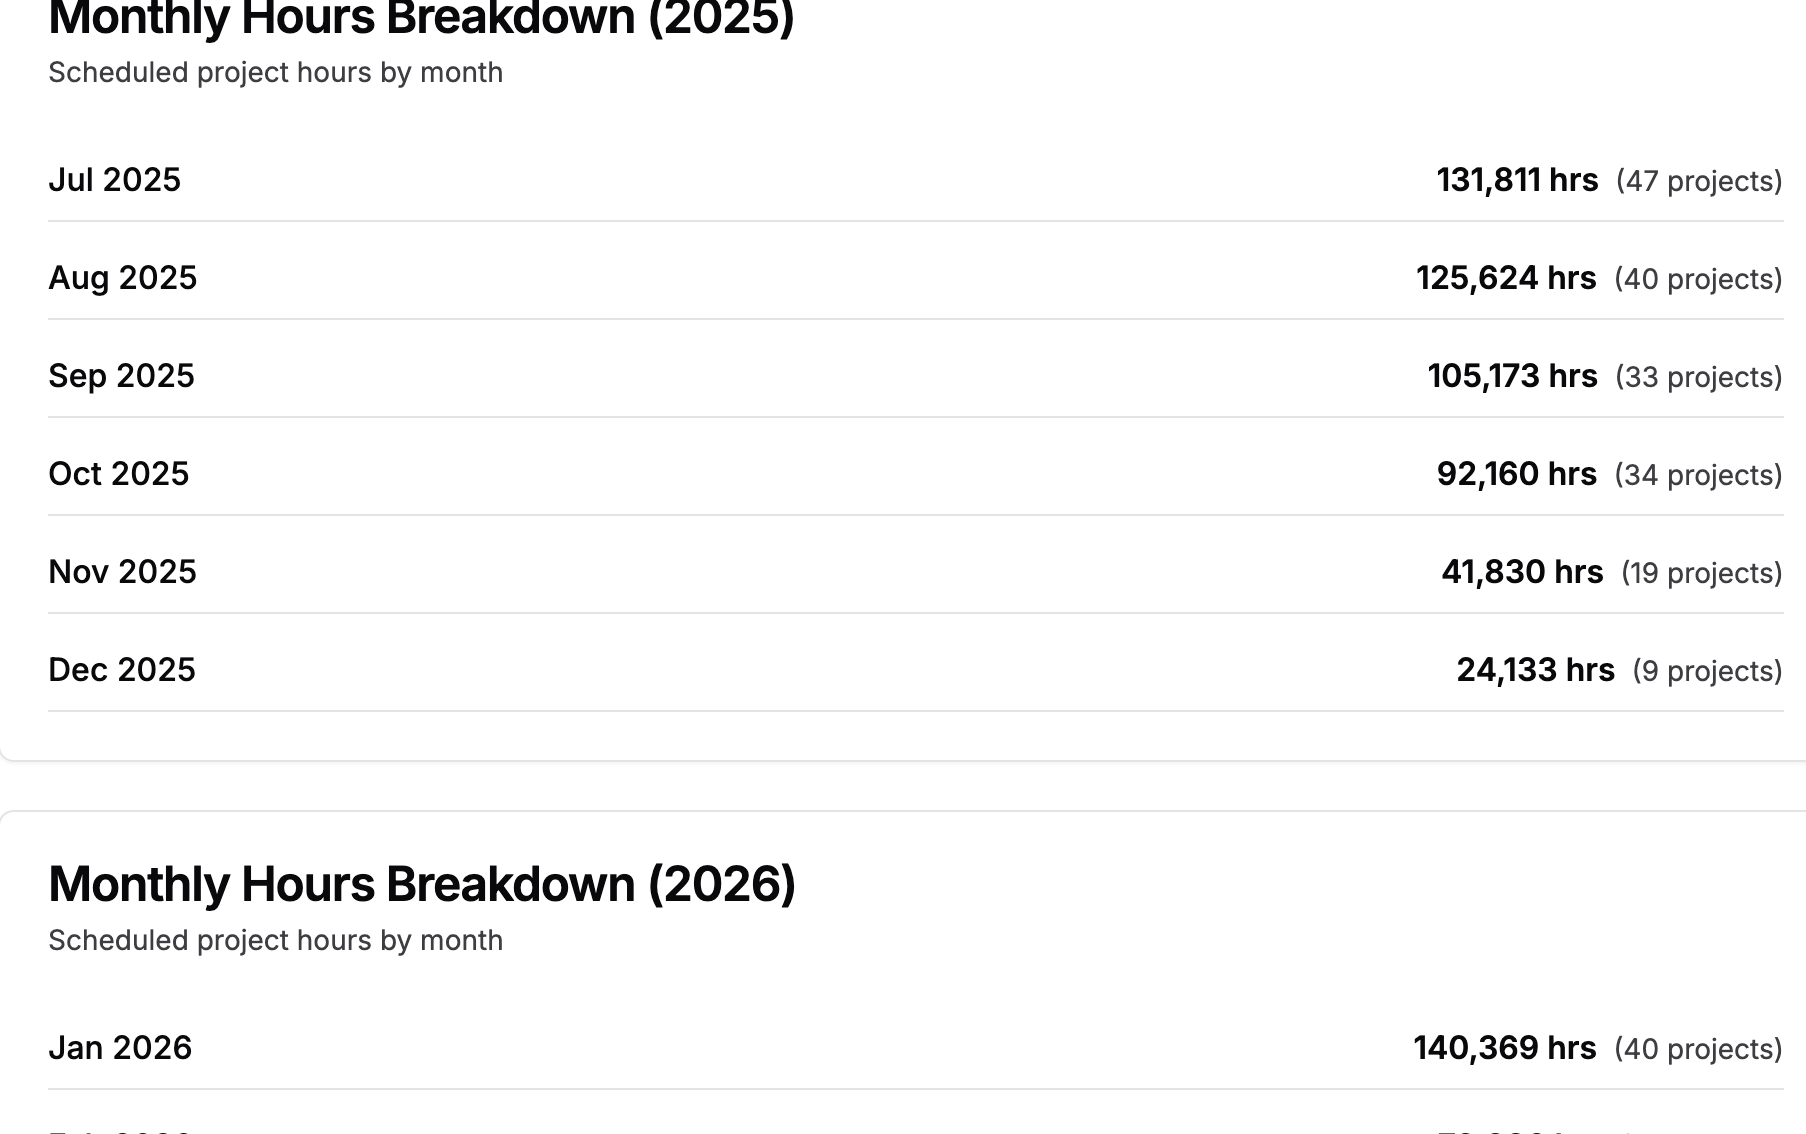 Monthly Hours Breakdown (2025)
Scheduled project hours by month
Jul 2025 131,811 hrs (47 projects)
Aug 2025 125,624 hrs (40 projects)
Sep 2025 105,173 hrs (33 projects)
Oct 2025 92,160 hrs (34 projects)
Nov 2025 41,830 hrs (19 projects)
Dec 2025 24,133 hrs (9 projects)
Monthly Hours Breakdown (2026)
Scheduled project hours by month
Jan 2026 140,369 hrs (40 projects)